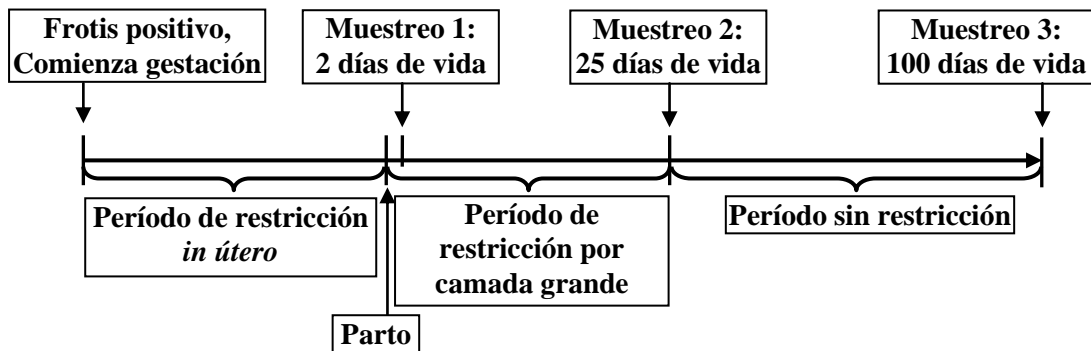 Frotis positivo,
Comienza gestación
Muestreo 1:
2 días de vida
Muestreo 2:
25 días de vida
Muestreo 3:
100 días de vida
Período de restricción
in útero
Período de
restricción por
camada grande
Período sin restricción
Parto